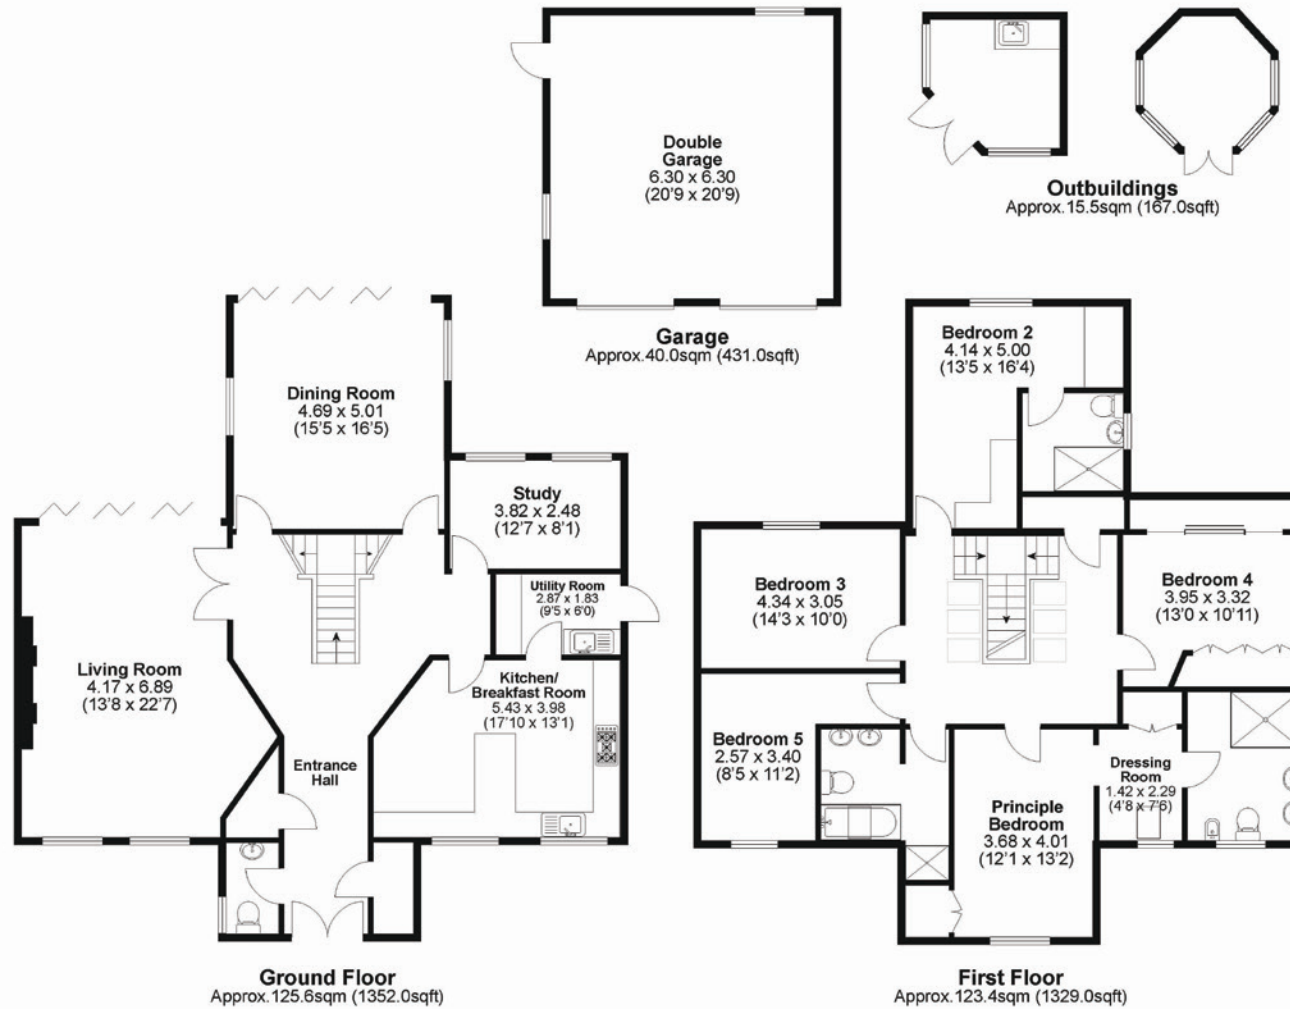 Double
Garage
6.30 x 6.30
(20'9 x 20'9)
Garage
Approx.40.0sqm (431.0sqft)
Outbuildings
Approx.15.5sqm (167.0sqft)
Dining Room
4.69 x 5.01
(15'5 x 16'5)
Study
3.82 x 2.48
(12'7 x 8'1)
Utility Room
2.87 x 1.83
(9'5 x 6'0)
Living Room
4.17 x 6.89
(13'8 x 22'7)
Kitchen/
Breakfast Room
5.43 x 3.98
(17'10 x 13'1)
Entrance
Hall
Ground Floor
Approx.125.6sqm (1352.0sqft)
Bedroom 2
4.14 x 5.00
(13'5 x 16'4)
Bedroom 3
4.34 x 3.05
(14'3 x 10'0)
Bedroom 4
3.95 x 3.32
(13'0 x 10'11)
Bedroom 5
2.57 x 3.40
(8'5 x 11'2)
Dressing
Room
1.42 x 2.29
(4'8 x 7'6)
Principle
Bedroom
3.68 x 4.01
(12'1 x 13'2)
First Floor
Approx.123.4sqm (1329.0sqft)